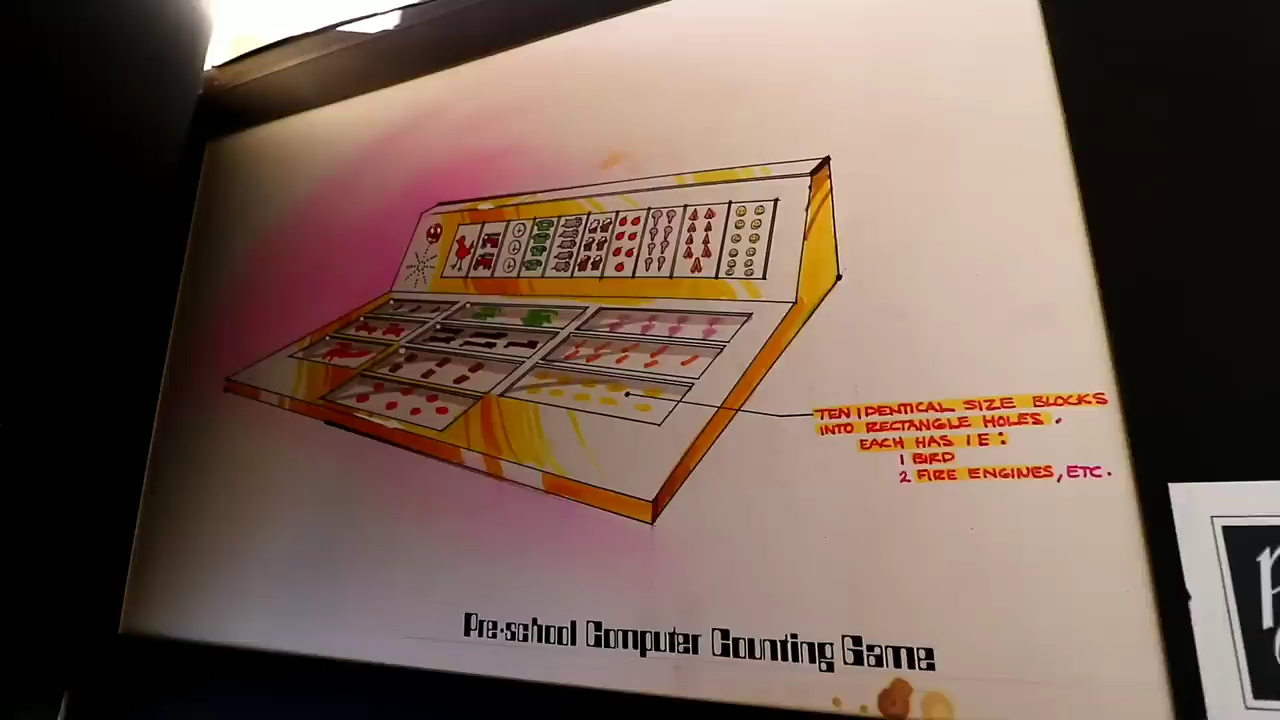 TEN IDENTICAL SIZE BLOCKS
INTO RECTANGLE HOLES.
EACH HAS IE:
1 BIRD
2 FIRE ENGINES, ETC.
Pre-school Computer Counting Game